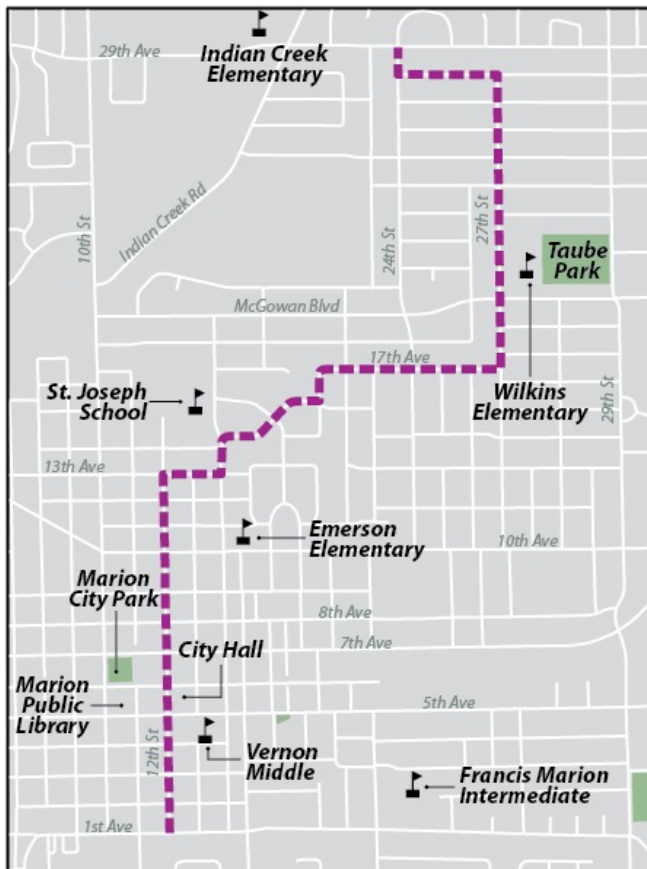 29th Ave
Indian Creek
Elementary
Indian Creek Rd
10th St
24th St
27th St
Taube
Park
McGowan Blvd
17th Ave
St. Joseph
School
Wilkins
Elementary
29th St
13th Ave
Emerson
Elementary
10th Ave
Marion
City Park
8th Ave
7th Ave
City Hall
Marion
Public
Library
5th Ave
12th St
Vernon
Middle
Francis Marion
Intermediate
1st Ave